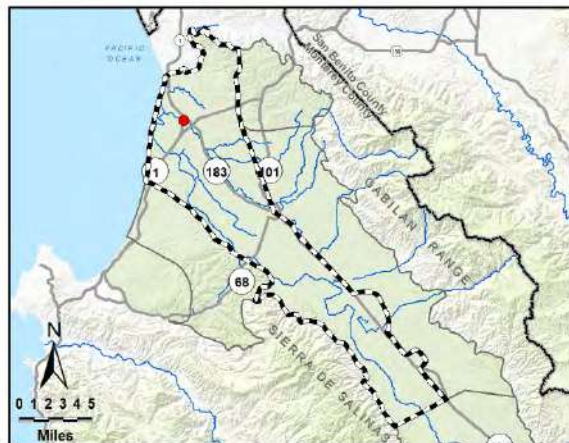 PACIFIC
OCEAN
1
San Benito County
Monterey County
1
183
101
GABILAN RANGE
68
SIERRA DE SALINAS
N
0 1 2 3 4 5
Miles